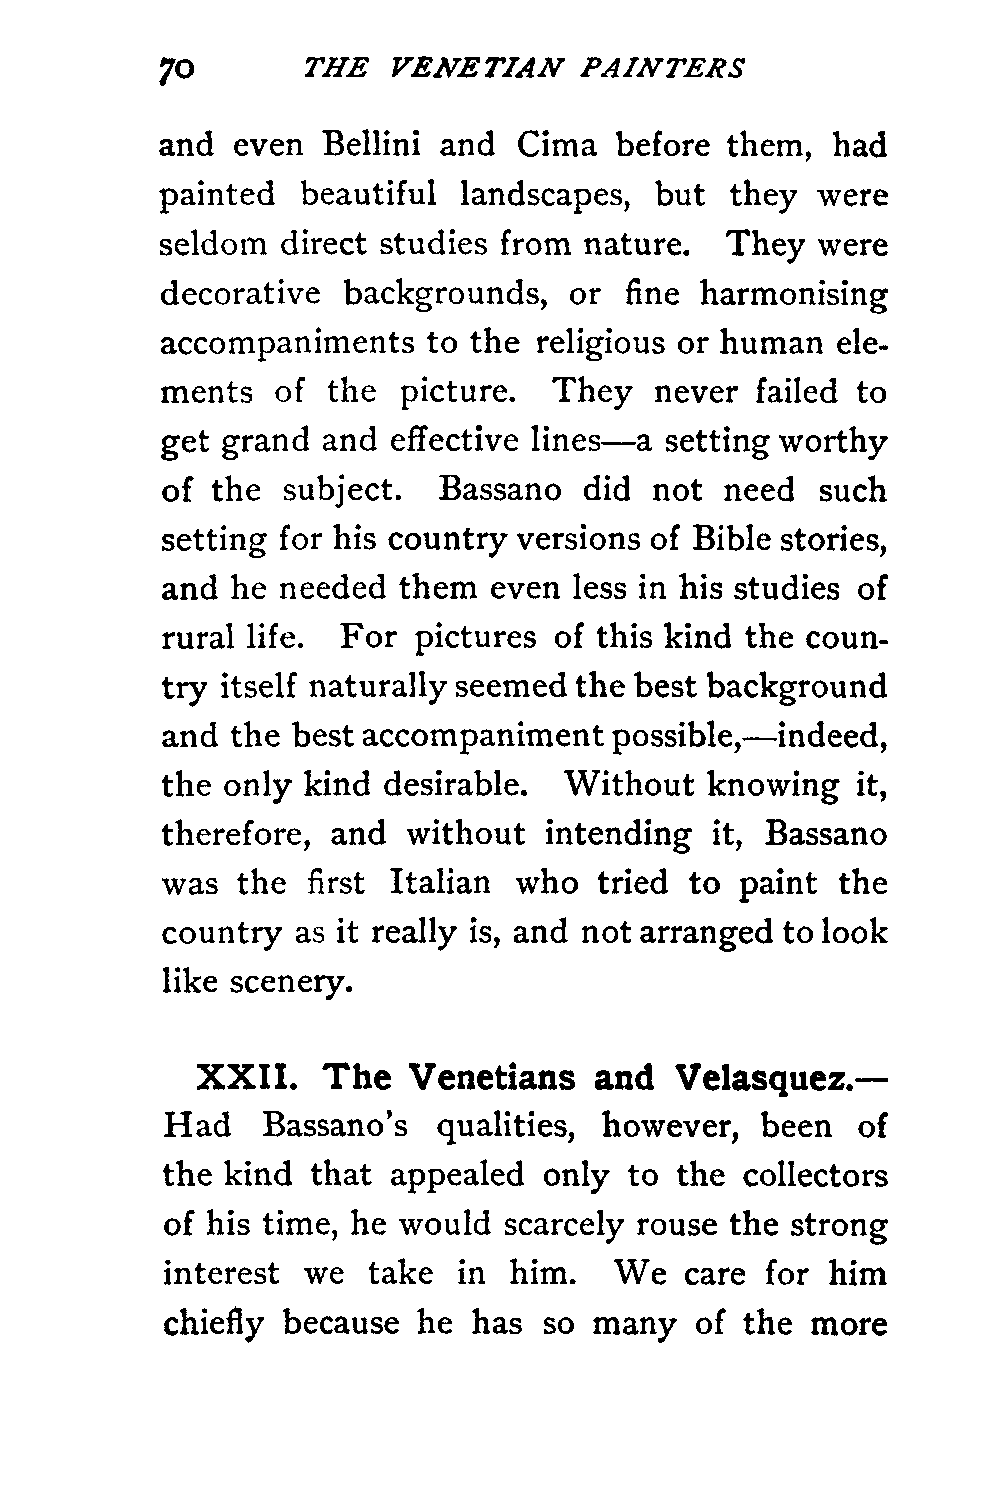 70 THE VENETIAN PAINTERS
and even Bellini and Cima before them, had
painted beautiful landscapes, but they were
seldom direct studies from nature. They were
decorative backgrounds, or fine harmonising
accompaniments to the religious or human ele-
ments of the picture. They never failed to
get grand and effective lines—a setting worthy
of the subject. Bassano did not need such
setting for his country versions of Bible stories,
and he needed them even less in his studies of
rural life. For pictures of this kind the coun-
try itself naturally seemed the best background
and the best accompaniment possible,—indeed,
the only kind desirable. Without knowing it,
therefore, and without intending it, Bassano
was the first Italian who tried to paint the
country as it really is, and not arranged to look
like scenery.
XXII. The Venetians and Velasquez.—
Had Bassano's qualities, however, been of
the kind that appealed only to the collectors
of his time, he would scarcely rouse the strong
interest we take in him. We care for him
chiefly because he has so many of the more